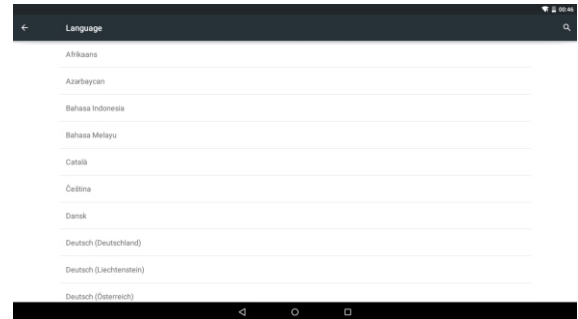 00:46
Language
Afrikaans
Azərbaycan
Bahasa Indonesia
Bahasa Melayu
Català
Čeština
Dansk
Deutsch (Deutschland)
Deutsch (Liechtenstein)
Deutsch (Österreich)